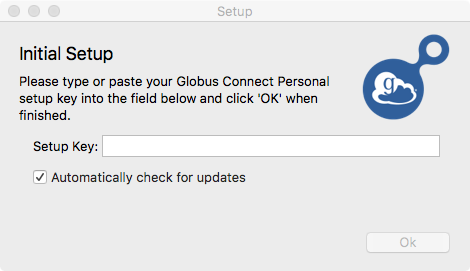 Setup
Initial Setup
Please type or paste your Globus Connect Personal
setup key into the field below and click 'OK' when
finished.
g
Setup Key:
Automatically check for updates
Ok